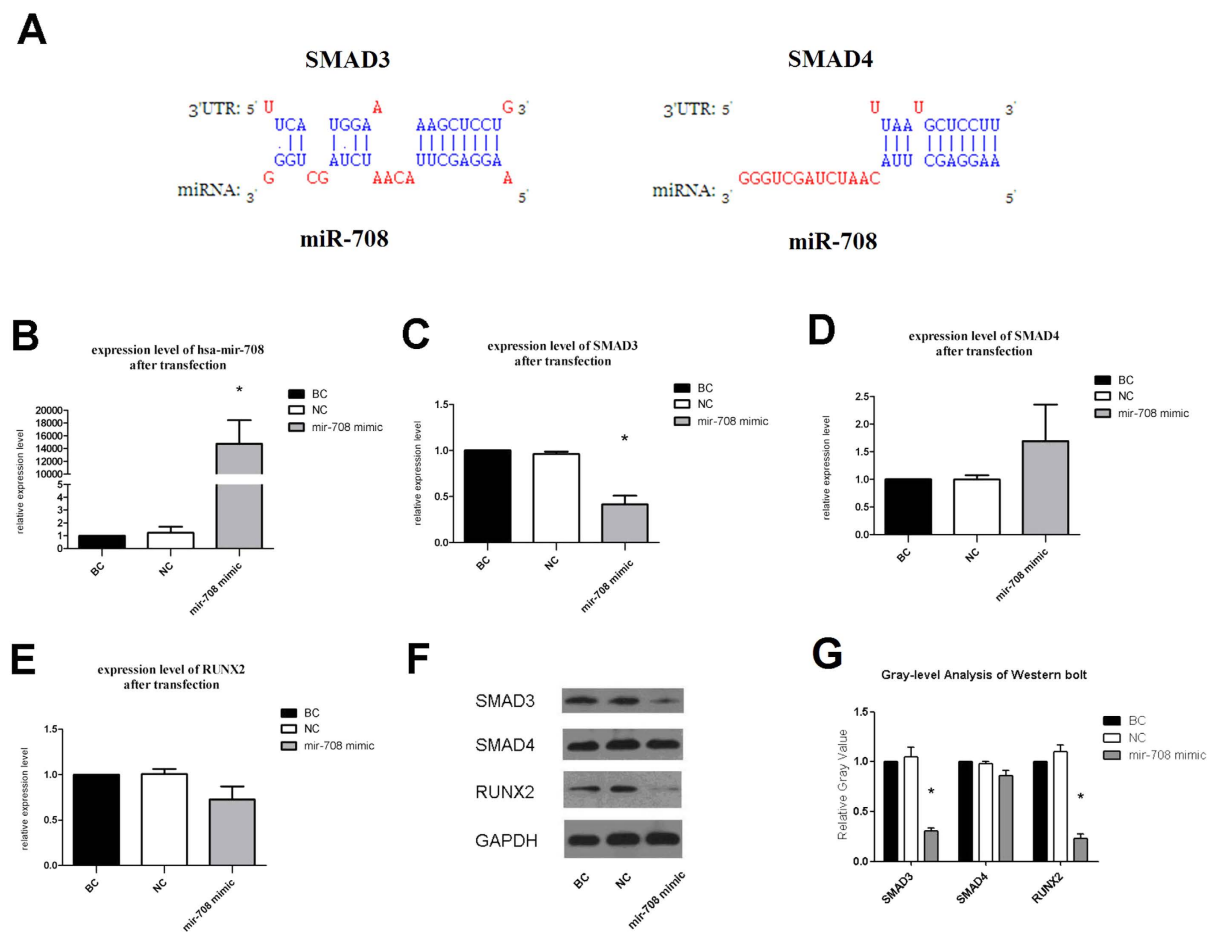 A
SMAD3
3'UTR: 5' U A G 3'
UCA UGGA AAGCUCCU
GGU AUCU UUCGAGGA
miRNA: 3' G CG AACA A 5'
miR-708
SMAD4
3'UTR: 5' U U 3'
UAA GCUCCUU
AUU CGAGGAA
miRNA: 3' GGGUCGAUCUAAC 5'
miR-708
B
expression level of hsa-mir-708
after transfection
relative expression level
20000
18000
16000
14000
12000
10000
5
4
3
2
1
0
*
BC
NC
mir-708 mimic
BC
NC
mir-708 mimic
C
expression level of SMAD3
after transfection
relative expression level
1.5
1.0
0.5
0.0
*
BC
NC
mir-708 mimic
BC
NC
mir-708 mimic
D
expression level of SMAD4
after transfection
relative expression level
2.5
2.0
1.5
1.0
0.5
0.0
BC
NC
mir-708 mimic
BC
NC
mir-708 mimic
E
expression level of RUNX2
after transfection
relative expression level
1.5
1.0
0.5
0.0
BC
NC
mir-708 mimic
BC
NC
mir-708 mimic
F
SMAD3
SMAD4
RUNX2
GAPDH
BC
NC
mir-708 mimic
G
Gray-level Analysis of Western bolt
Relative Gray Value
1.5
1.0
0.5
0.0
*
*
BC
NC
mir-708 mimic
SMAD3
SMAD4
RUNX2